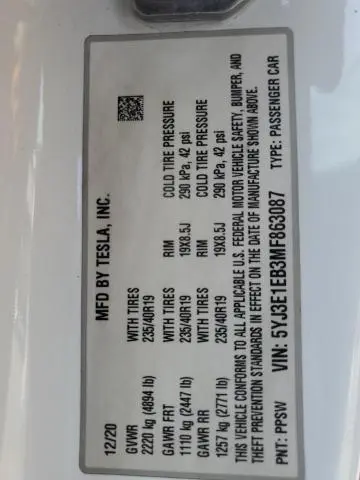 MFD BY TESLA, INC.
12/20
GVWR WITH TIRES RIM COLD TIRE PRESSURE
2220 kg (4894 lb) 235/40R19 19X8.5J 290 kPa, 42 psi
GAWR FRT WITH TIRES RIM COLD TIRE PRESSURE
1110 kg (2447 lb) 235/40R19 19X8.5J 290 kPa, 42 psi
GAWR RR
1257 kg (2771 lb) 235/40R19
THIS VEHICLE CONFORMS TO ALL APPLICABLE U.S. FEDERAL MOTOR VEHICLE SAFETY, BUMPER, AND
THEFT PREVENTION STANDARDS IN EFFECT ON THE DATE OF MANUFACTURE SHOWN ABOVE.
VIN: 5YJ3E1EB3MF863087 TYPE: PASSENGER CAR
PNT: PPSW